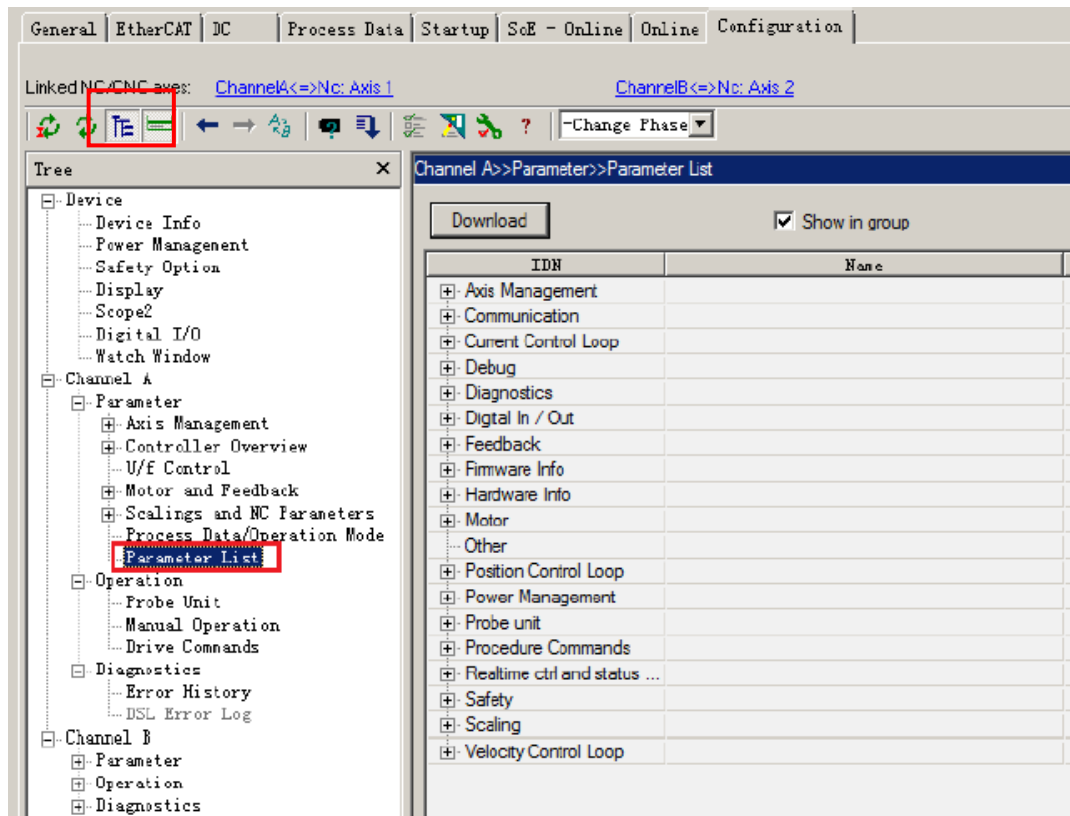 General EtherCAT DC Process Data Startup SoE - Online Online Configuration
Linked NC/CNC axes: ChannelA<=>Nc: Axis 1 ChannelB<=>Nc: Axis 2
-Change Phase
Tree
Channel A>>Parameter>>Parameter List
Device
Device Info
Power Management
Safety Option
Display
Scope2
Digital I/O
Watch Window
Channel A
Parameter
Axis Management
Controller Overview
U/f Control
Motor and Feedback
Scalings and NC Parameters
Process Data/Operation Mode
Parameter List
Operation
Probe Unit
Manual Operation
Drive Commands
Diagnostics
Error History
DSL Error Log
Channel B
Parameter
Operation
Diagnostics
Download Show in group
IDN Name
Axis Management
Communication
Current Control Loop
Debug
Diagnostics
Digtal In / Out
Feedback
Firmware Info
Hardware Info
Motor
Other
Position Control Loop
Power Management
Probe unit
Procedure Commands
Realtime ctrl and status ...
Safety
Scaling
Velocity Control Loop